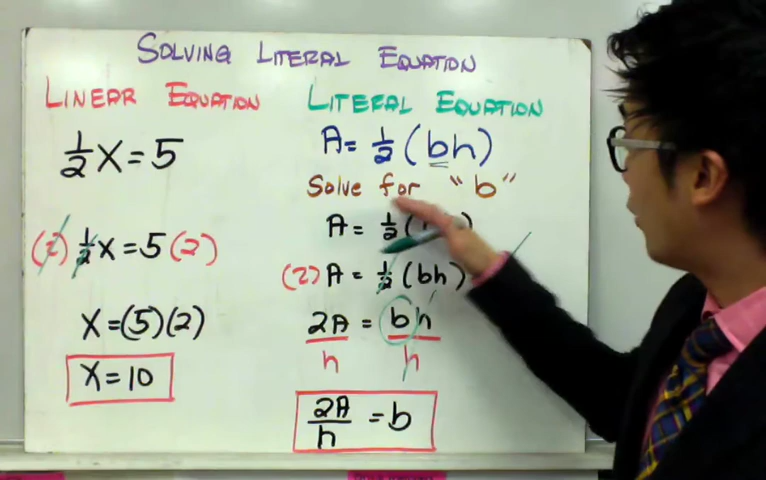 SOLVING LITERAL EQUATION
LINEAR EQUATION
½X = 5
(2) ½X = 5 (2)
X = (5)(2)
X = 10
LITERAL EQUATION
A = ½(bh)
Solve for "b"
A = ½(
(2) A = ½(bh)
2A = bh
h h
2A/h = b